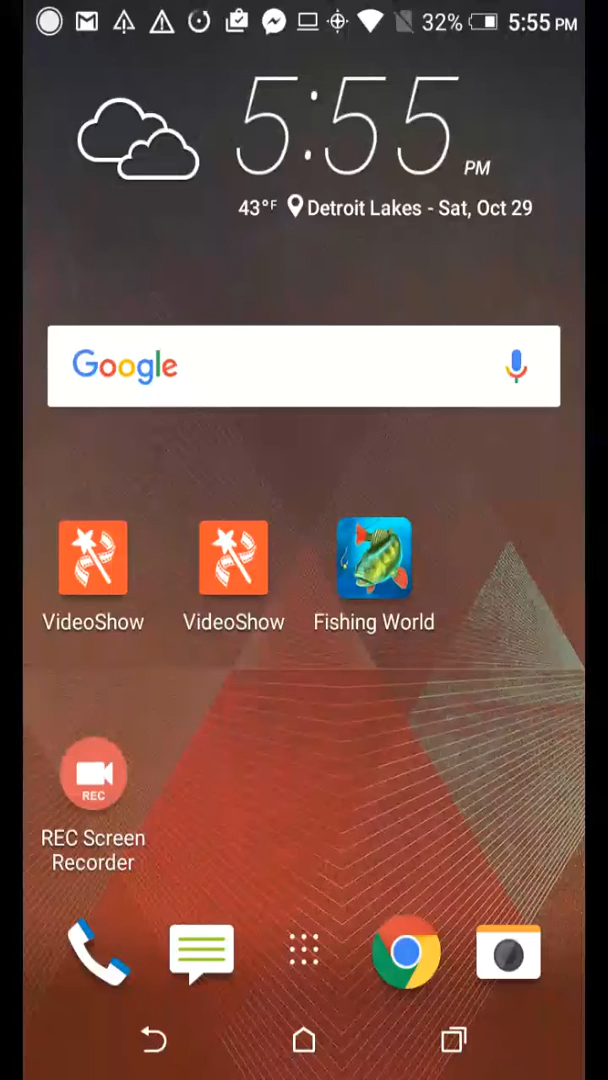 32% 5:55 PM
5:55 PM
43°F Detroit Lakes - Sat, Oct 29
Google
VideoShow VideoShow Fishing World
REC
REC Screen
Recorder